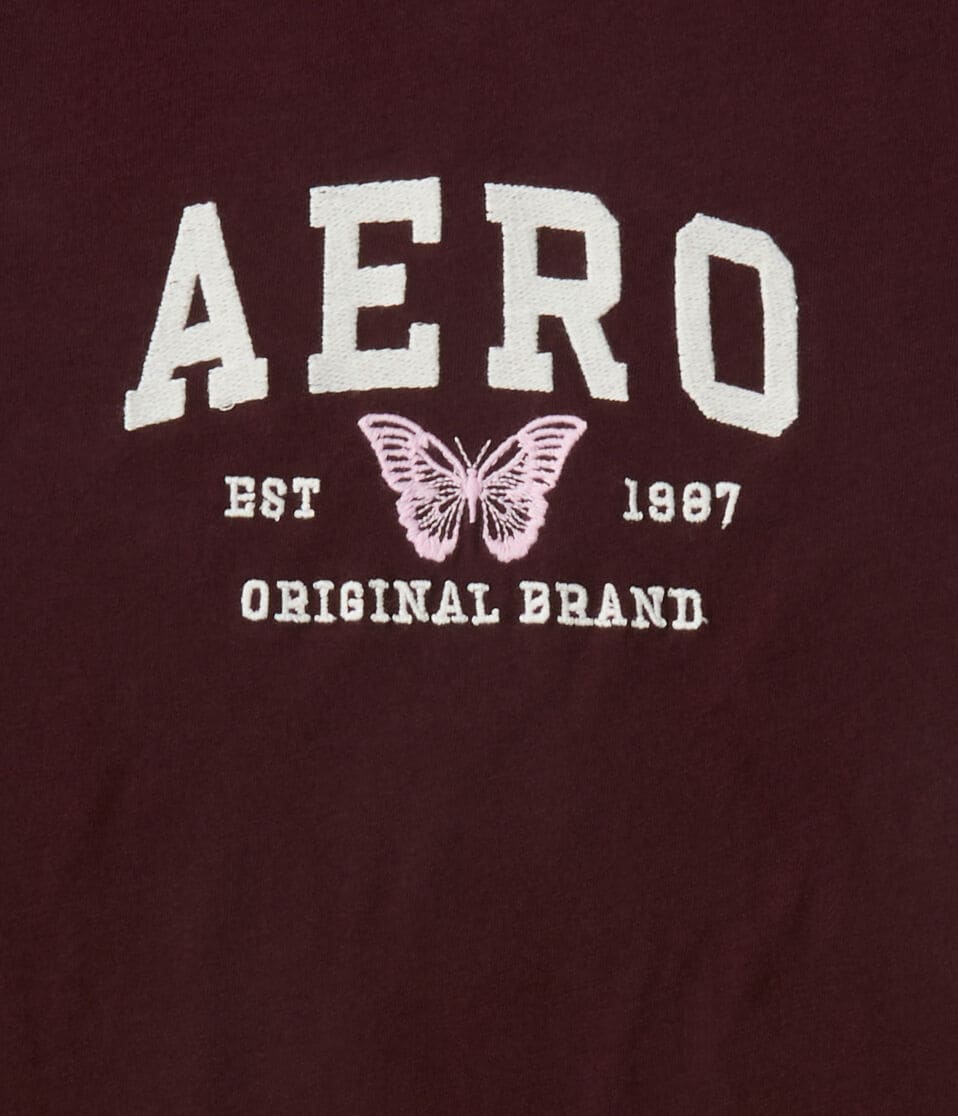 AERO
EST 1987
ORIGINAL BRAND